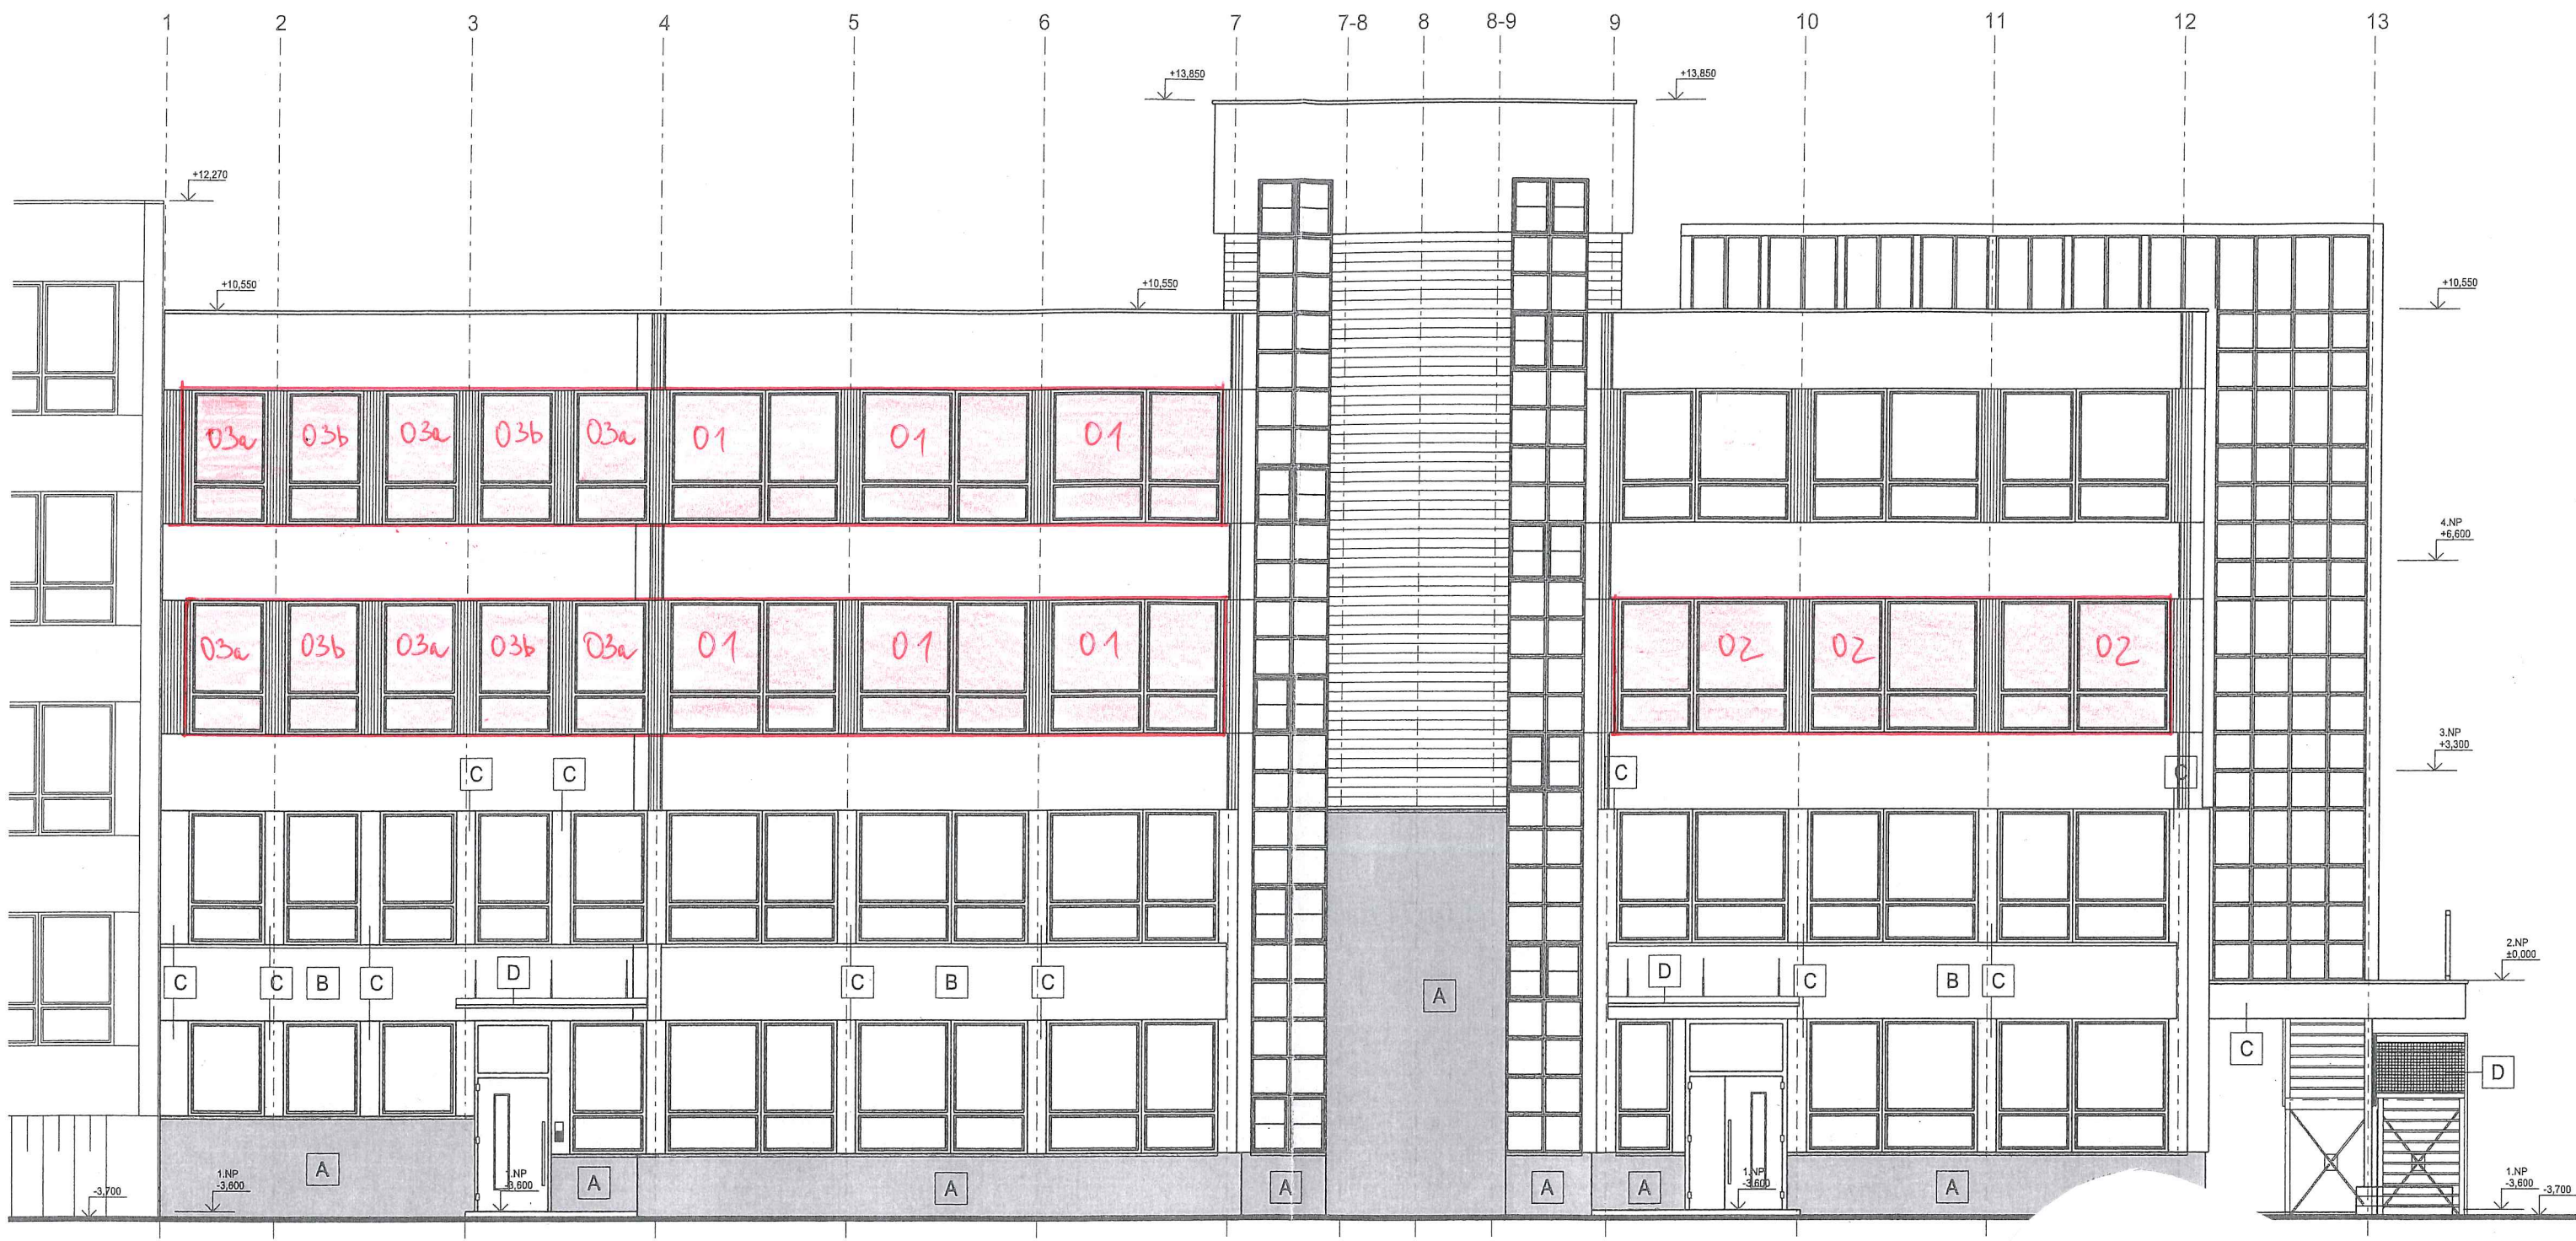 1 2 3 4 5 6 7 7-8 8 8-9 9 10 11 12 13
+13,850 +13,850
+12,270
+10,550 +10,550 +10,550
03a 03b 03a 03b 03a 01 01 01
4.NP
+6,600
03a 03b 03a 03b 03a 01 01 01 02 02 02
3.NP
+3,300
C C C C
2.NP
±0,000
C C B C D C B C A D C B C
C D
A A A A A A A
1.NP
-3,600
1.NP
-3,600
1.NP
-3,600
1.NP
-3,600
-3,700 -3,700